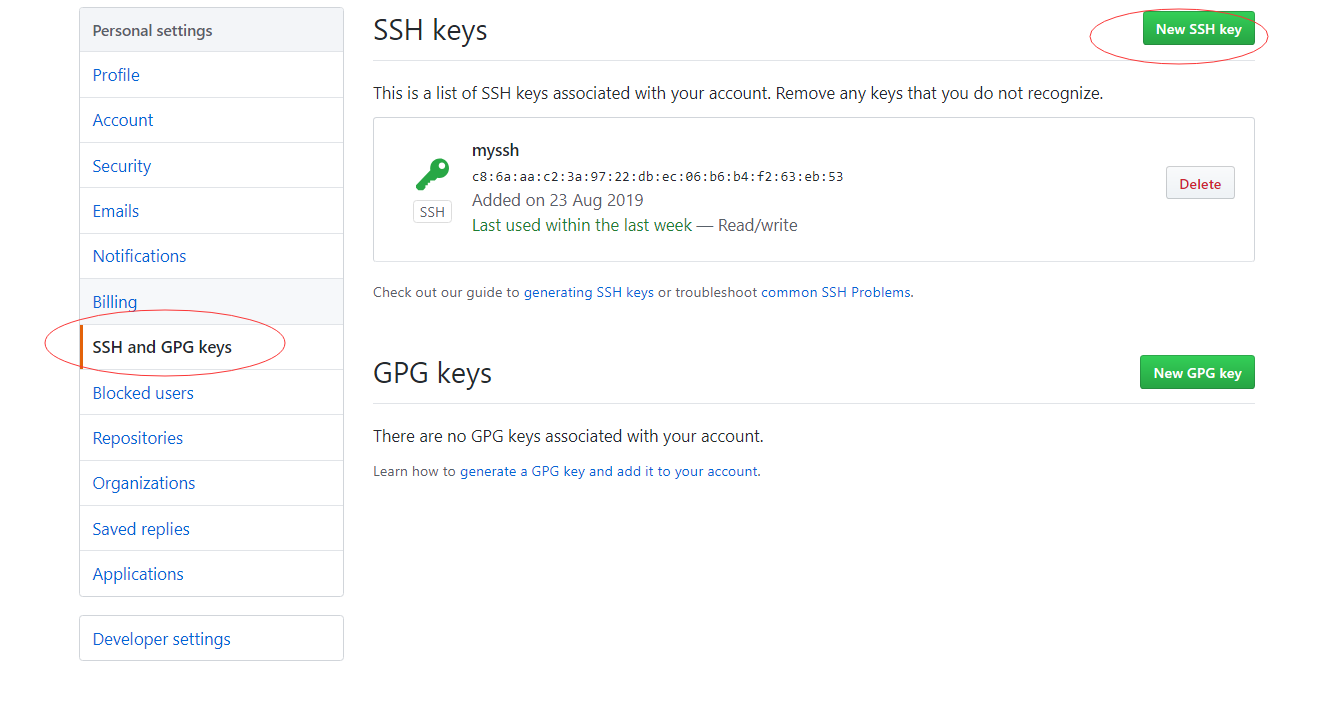 Personal settings
Profile
Account
Security
Emails
Notifications
Billing
SSH and GPG keys
Blocked users
Repositories
Organizations
Saved replies
Applications
Developer settings
SSH keys
New SSH key
This is a list of SSH keys associated with your account. Remove any keys that you do not recognize.
myssh
c8:6a:aa:c2:3a:97:22:db:ec:06:b6:b4:f2:63:eb:53
Added on 23 Aug 2019
Last used within the last week — Read/write
SSH
Delete
Check out our guide to generating SSH keys or troubleshoot common SSH Problems.
GPG keys
New GPG key
There are no GPG keys associated with your account.
Learn how to generate a GPG key and add it to your account.